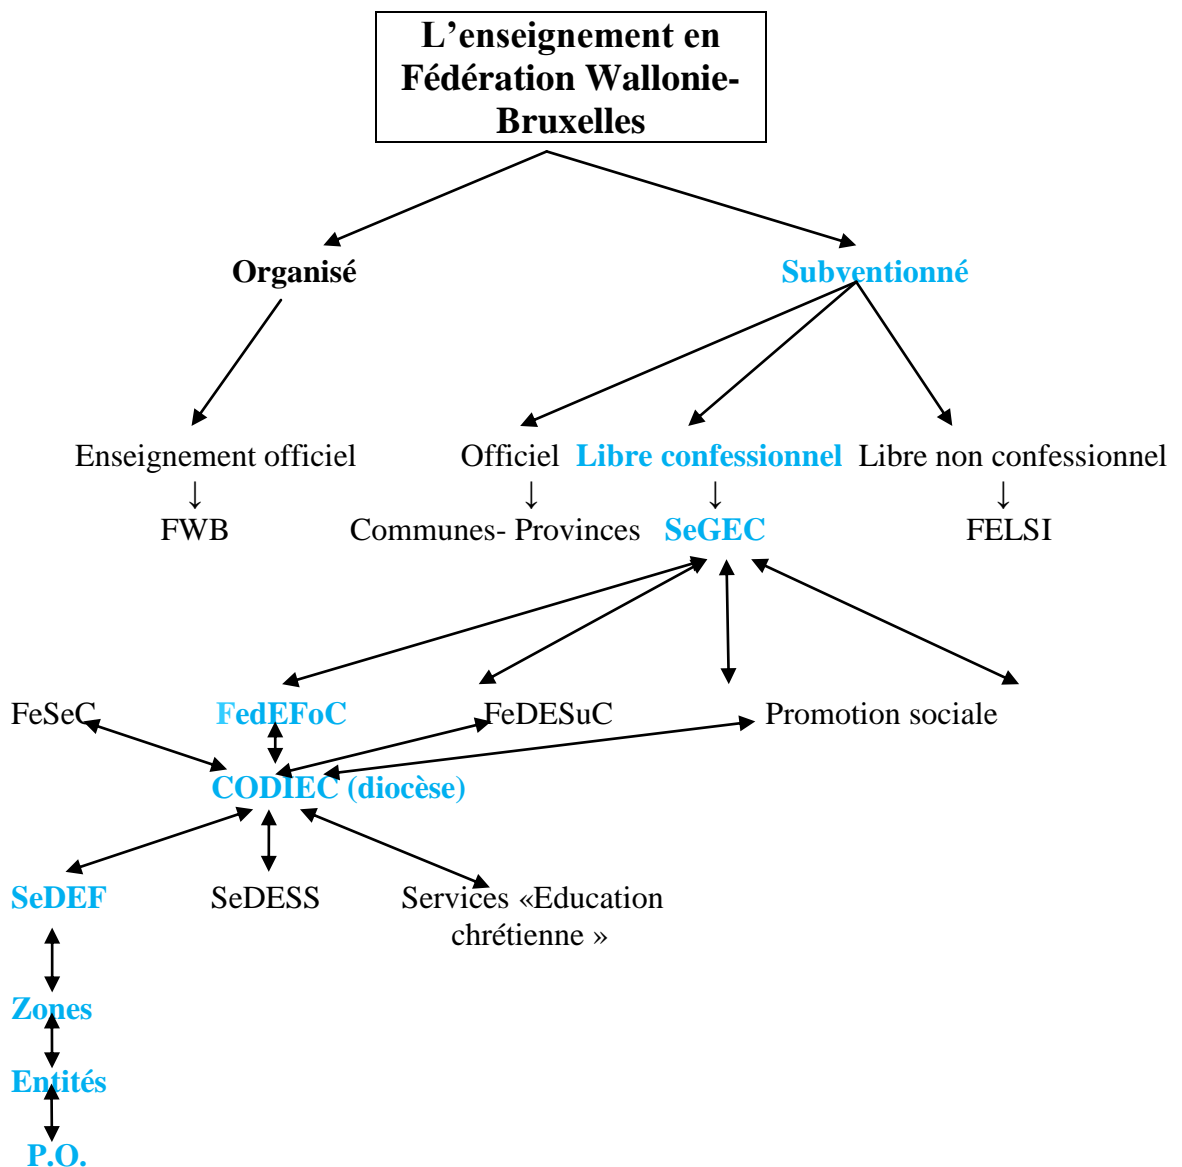 L’enseignement en
Fédération Wallonie-
Bruxelles
Organisé Subventionné
Enseignement officiel Officiel Libre confessionnel Libre non confessionnel
↓ ↓ ↓ ↓
FWB Communes- Provinces SeGEC FELSI
FeSeC FedEFoC FeDESuC Promotion sociale
CODIEC (diocèse)
SeDEF SeDESS Services «Education
chrétienne »
Zones
Entités
P.O.